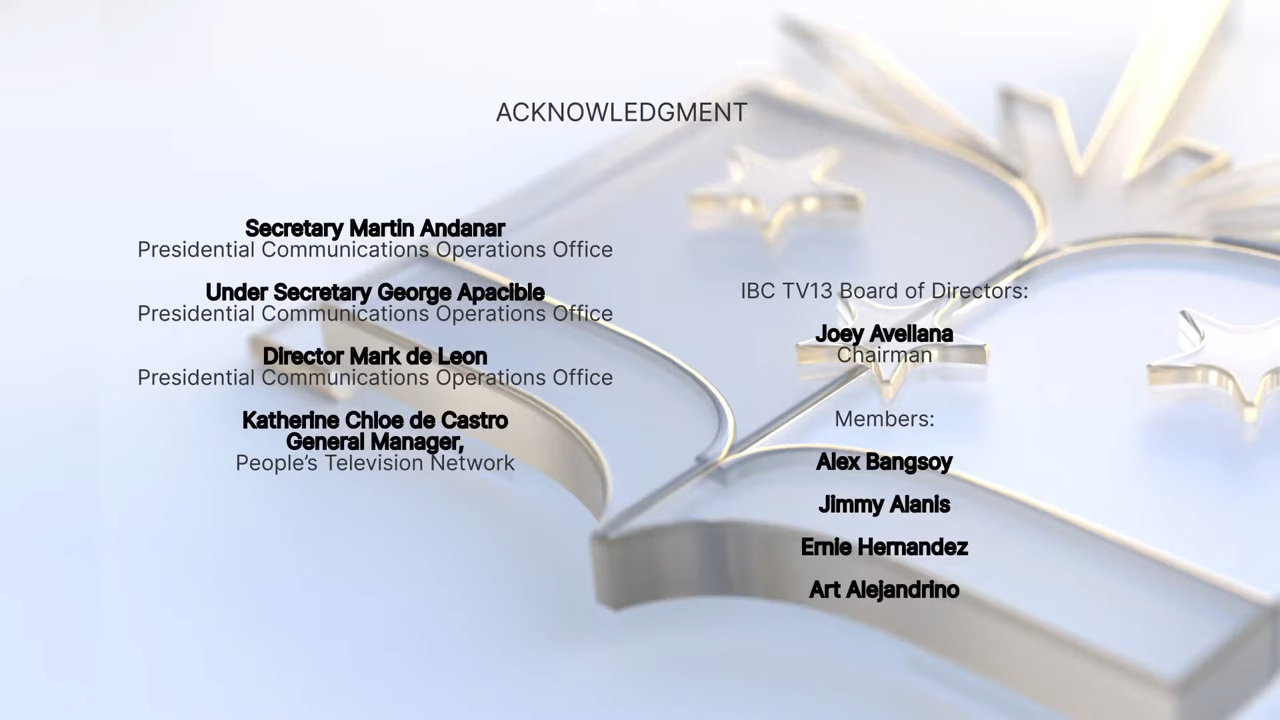 ACKNOWLEDGMENT
Secretary Martin Andanar
Presidential Communications Operations Office
Under Secretary George Apacible
Presidential Communications Operations Office
Director Mark de Leon
Presidential Communications Operations Office
Katherine Chloe de Castro
General Manager,
People’s Television Network
IBC TV13 Board of Directors:
Joey Avellana
Chairman
Members:
Alex Bangsoy
Jimmy Alanis
Ernie Hernandez
Art Alejandrino